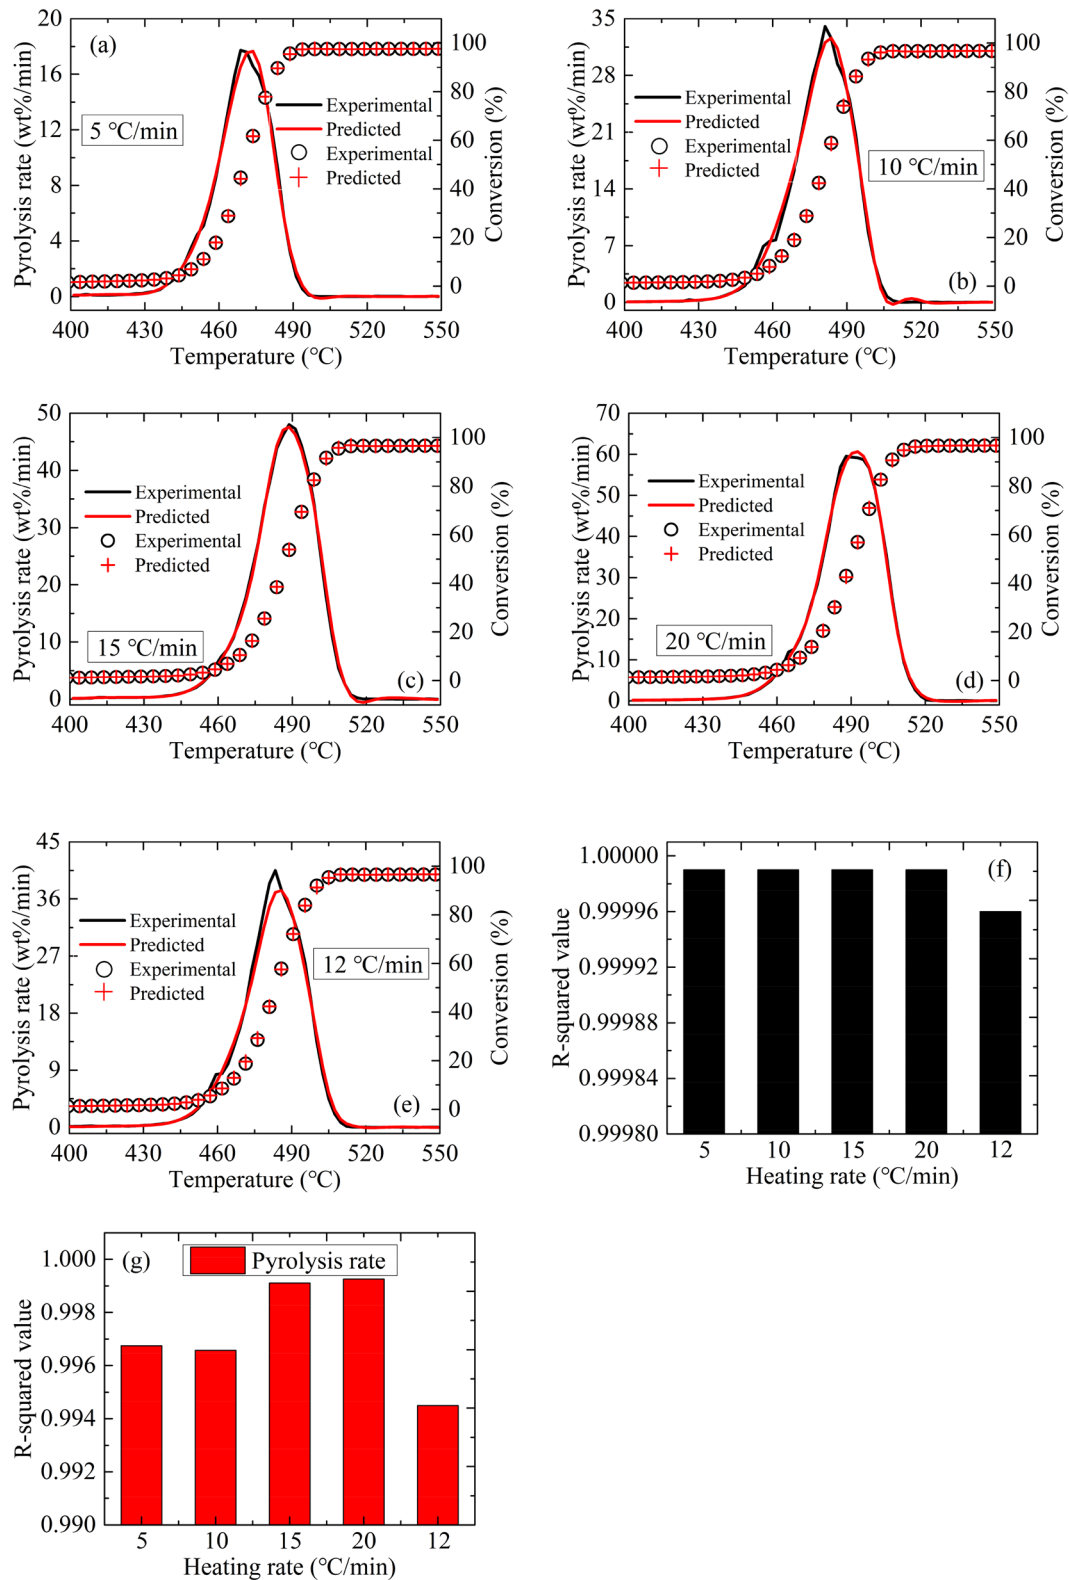 (a)
5 ℃/min
Experimental
Predicted
Experimental
Predicted
20
16
12
8
4
0
100
80
60
40
20
0
400 430 460 490 520 550
Temperature (℃)
Pyrolysis rate (wt%/min)
Conversion (%)
35
28
21
14
7
0
Experimental
Predicted
Experimental
Predicted
10 ℃/min
(b)
100
80
60
40
20
0
400 430 460 490 520 550
Temperature (℃)
Pyrolysis rate (wt%/min)
Conversion (%)
50
40
30
20
10
0
Experimental
Predicted
Experimental
Predicted
15 ℃/min
(c)
100
80
60
40
20
0
400 430 460 490 520 550
Temperature (℃)
Pyrolysis rate (wt%/min)
Conversion (%)
70
60
50
40
30
20
10
0
Experimental
Predicted
Experimental
Predicted
20 ℃/min
(d)
100
80
60
40
20
0
400 430 460 490 520 550
Temperature (℃)
Pyrolysis rate (wt%/min)
Conversion (%)
45
36
27
18
9
0
Experimental
Predicted
Experimental
Predicted
12 ℃/min
(e)
100
80
60
40
20
0
400 430 460 490 520 550
Temperature (℃)
Pyrolysis rate (wt%/min)
Conversion (%)
(f)
1.00000
0.99996
0.99992
0.99988
0.99984
0.99980
5 10 15 20 12
Heating rate (℃/min)
R-squared value
(g)
Pyrolysis rate
1.000
0.998
0.996
0.994
0.992
0.990
5 10 15 20 12
Heating rate (℃/min)
R-squared value